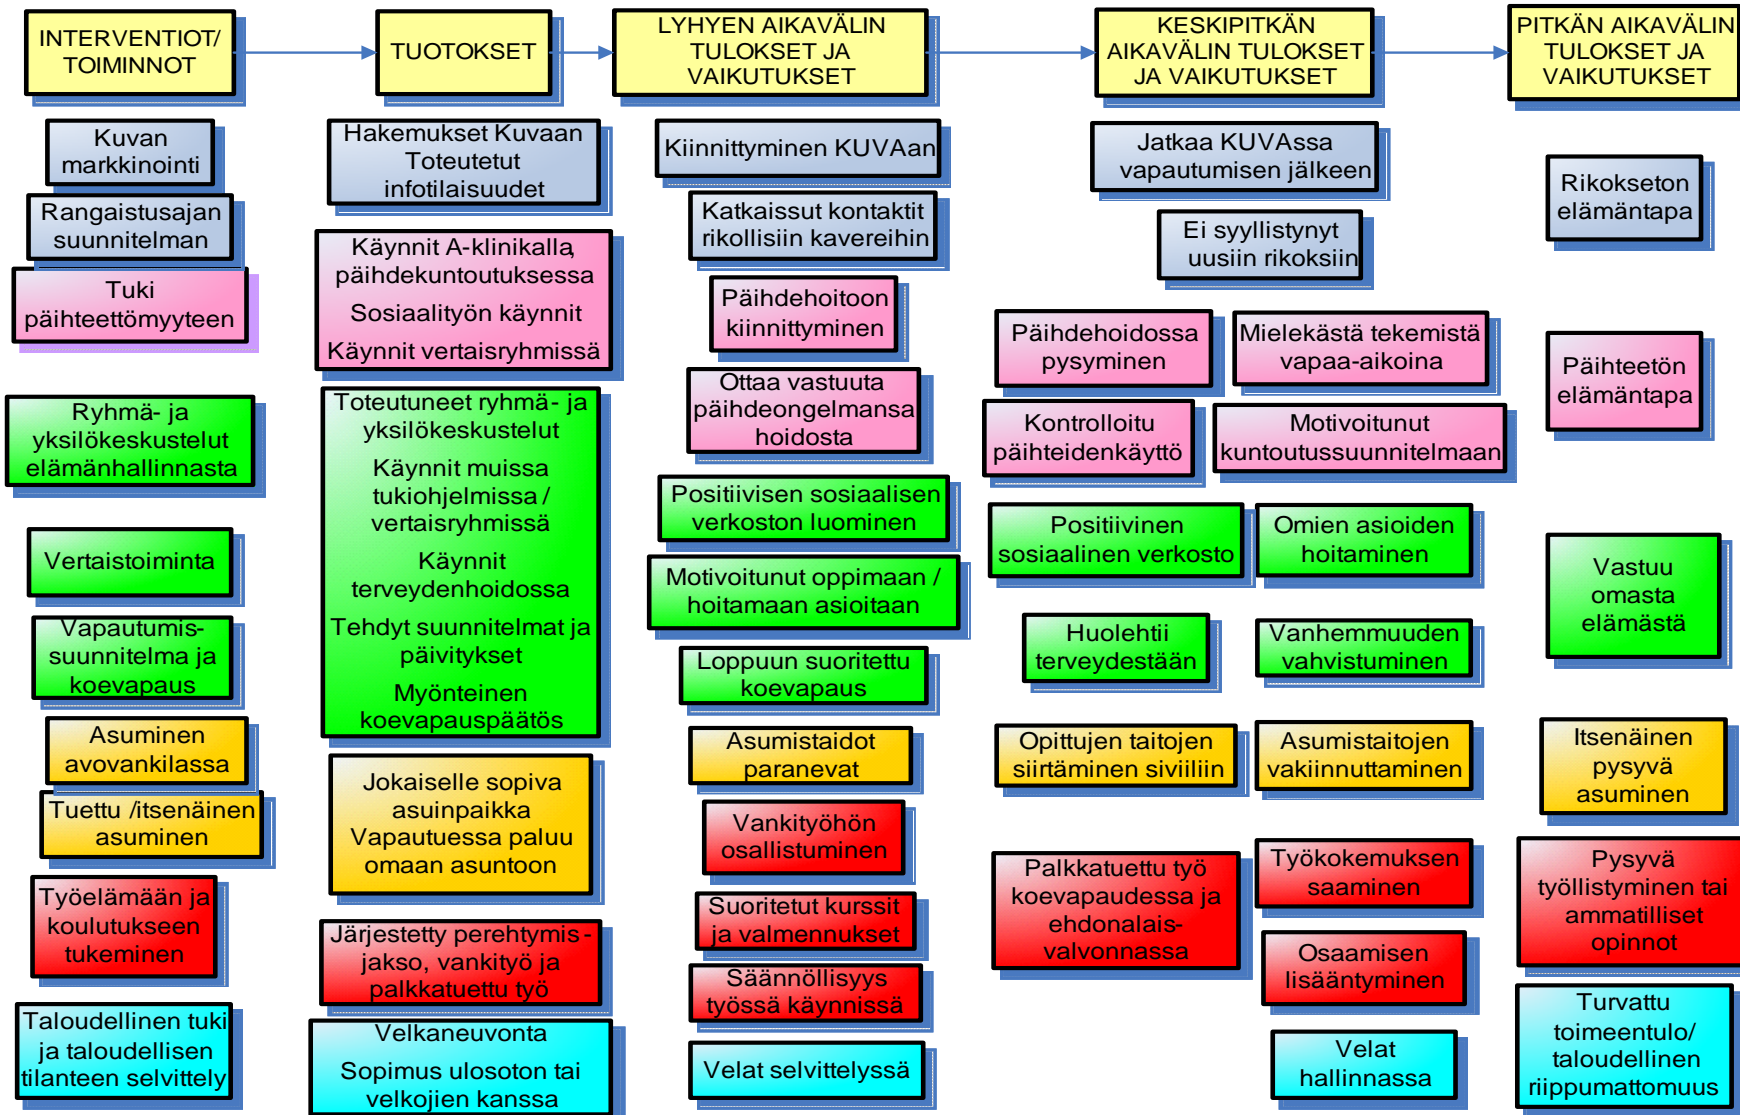 INTERVENTIOT/
TOIMINNOT
TUOTOKSET
LYHYEN AIKAVÄLIN
TULOKSET JA
VAIKUTUKSET
KESKIPITKÄN
AIKAVÄLIN TULOKSET
JA VAIKUTUKSET
PITKÄN AIKAVÄLIN
TULOKSET JA
VAIKUTUKSET
Kuvan
markkinointi
Rangaistusajan
suunnitelman
Tuki
päihteettömyyteen
Ryhmä- ja
yksilökeskustelut
elämänhallinnasta
Vertaistoiminta
Vapautumis-
suunnitelma ja
koevapaus
Asuminen
avovankilassa
Tuettu /itsenäinen
asuminen
Työelämään ja
koulutukseen
tukeminen
Taloudellinen tuki
ja taloudellisen
tilanteen selvittely
Hakemukset Kuvaan
Toteutetut
infotilaisuudet
Käynnit A-klinikalla,
päihdekuntoutuksessa
Sosiaalityön käynnit
Käynnit vertaisryhmissä
Toteutuneet ryhmä- ja
yksilökeskustelut
Käynnit muissa
tukiohjelmissa /
vertaisryhmissä
Käynnit
terveydenhoidossa
Tehdyt suunnitelmat ja
päivitykset
Myönteinen
koevapauspäätös
Jokaiselle sopiva
asuinpaikka
Vapautuessa paluu
omaan asuntoon
Järjestetty perehtymis-
jakso, vankityö ja
palkkatuettu työ
Velkaneuvonta
Sopimus ulosoton tai
velkojien kanssa
Kiinnittyminen KUVAan
Katkaissut kontaktit
rikollisiin kavereihin
Päihdehoitoon
kiinnittyminen
Ottaa vastuuta
päihdeongelmansa
hoidosta
Positiivisen sosiaalisen
verkoston luominen
Motivoitunut oppimaan /
hoitamaan asioitaan
Loppuun suoritettu
koevapaus
Asumistaidot
paranevat
Vankityöhön
osallistuminen
Suoritetut kurssit
ja valmennukset
Säännöllisyys
työssä käynnissä
Velat selvittelyssä
Jatkaa KUVAssa
vapautumisen jälkeen
Ei syyllistynyt
uusiin rikoksiin
Päihdehoidossa
pysyminen
Mielekästä tekemistä
vapaa-aikoina
Kontrolloitu
päihteidenkäyttö
Motivoitunut
kuntoutussuunnitelmaan
Positiivinen
sosiaalinen verkosto
Omien asioiden
hoitaminen
Huolehtii
terveydestään
Vanhemmuuden
vahvistuminen
Opittujen taitojen
siirtäminen siviiliin
Asumistaitojen
vakiinnuttaminen
Palkkatuettu työ
koevapaudessa ja
ehdonalais-
valvonnassa
Työkokemuksen
saaminen
Osaamisen
lisääntyminen
Velat
hallinnassa
Rikokseton
elämäntapa
Päihteetön
elämäntapa
Vastuu
omasta
elämästä
Itsenäinen
pysyvä
asuminen
Pysyvä
työllistyminen tai
ammatilliset
opinnot
Turvattu
toimeentulo/
taloudellinen
riippumattomuus